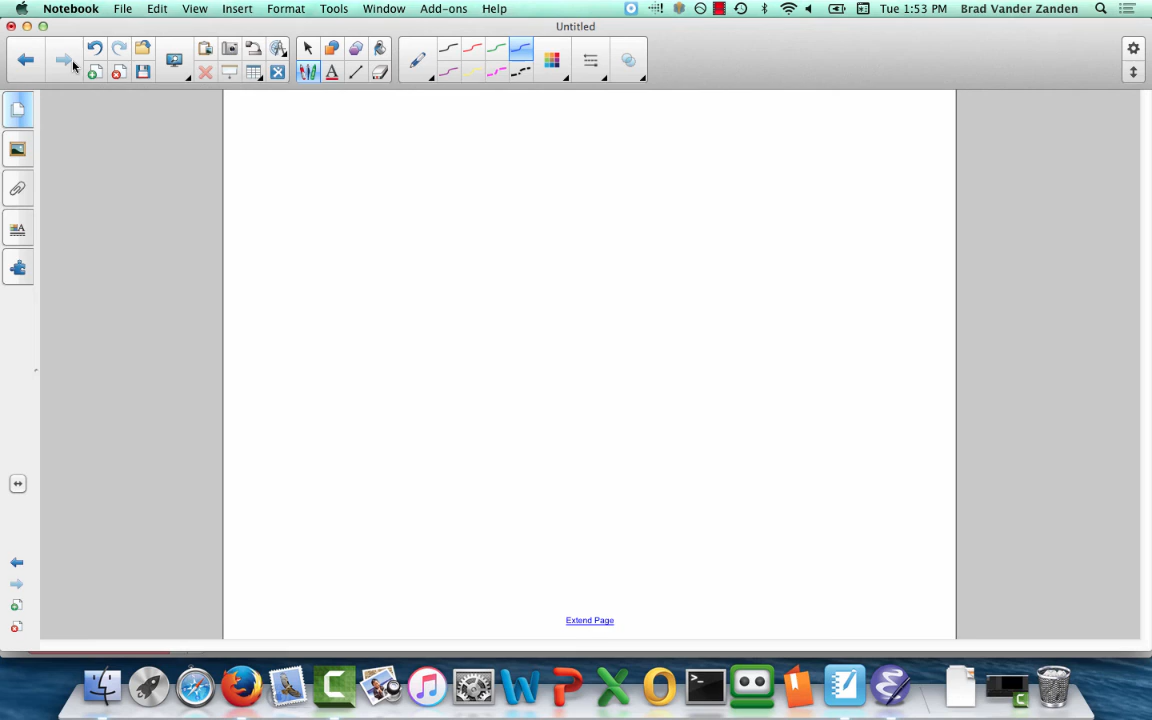 Notebook File Edit View Insert Format Tools Window Add-ons Help Tue 1:53 PM Brad Vander Zanden
Untitled
Extend Page